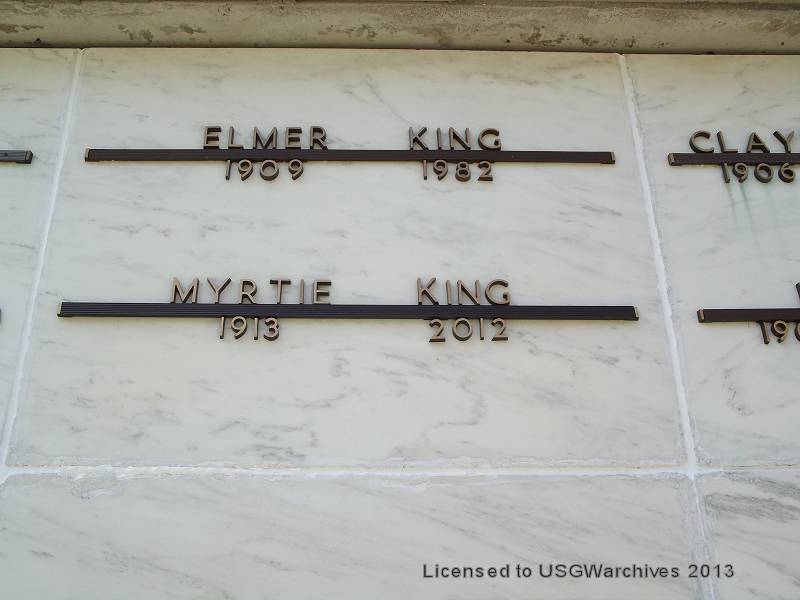 ELMER KING
1909 1982
MYRTIE KING
1913 2012
CLAY
1906
Licensed to USGWarchives 2013